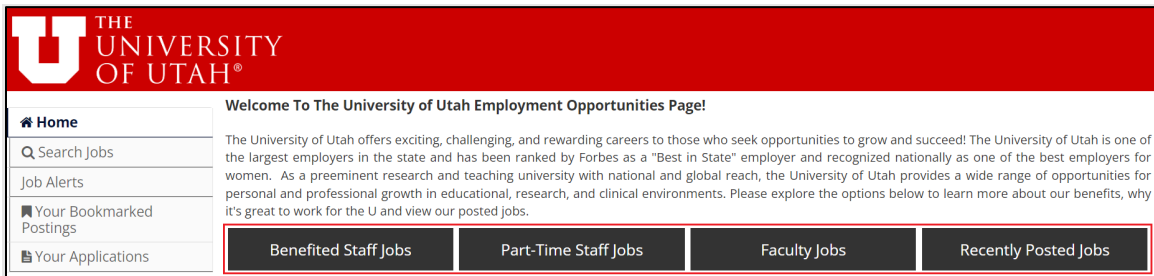 THE
UNIVERSITY
OF UTAH®
Home
Search Jobs
Job Alerts
Your Bookmarked
Postings
Your Applications
Welcome To The University of Utah Employment Opportunities Page!
The University of Utah offers exciting, challenging, and rewarding careers to those who seek opportunities to grow and succeed! The University of Utah is one of
the largest employers in the state and has been ranked by Forbes as a "Best in State" employer and recognized nationally as one of the best employers for
women.  As a preeminent research and teaching university with national and global reach, the University of Utah provides a wide range of opportunities for
personal and professional growth in educational, research, and clinical environments. Please explore the options below to learn more about our benefits, why
it's great to work for the U and view our posted jobs.
Benefited Staff Jobs
Part-Time Staff Jobs
Faculty Jobs
Recently Posted Jobs